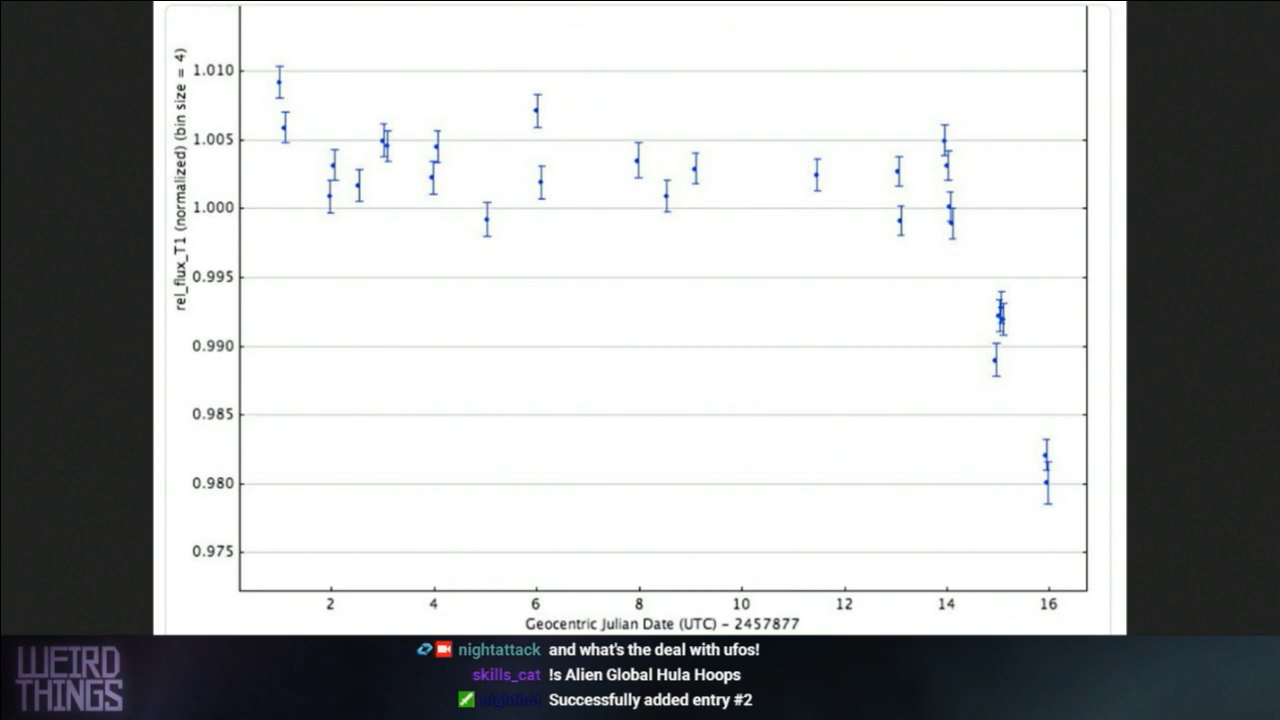 rel_flux_T1 (normalized) (bin size = 4)
1.010
1.005
1.000
0.995
0.990
0.985
0.980
0.975
2 4 6 8 10 12 14 16
Geocentric Julian Date (UTC) - 2457877
WEIRD
THINGS
nightattack and what's the deal with ufos!
skills_cat !s Alien Global Hula Hoops
nightbot Successfully added entry #2